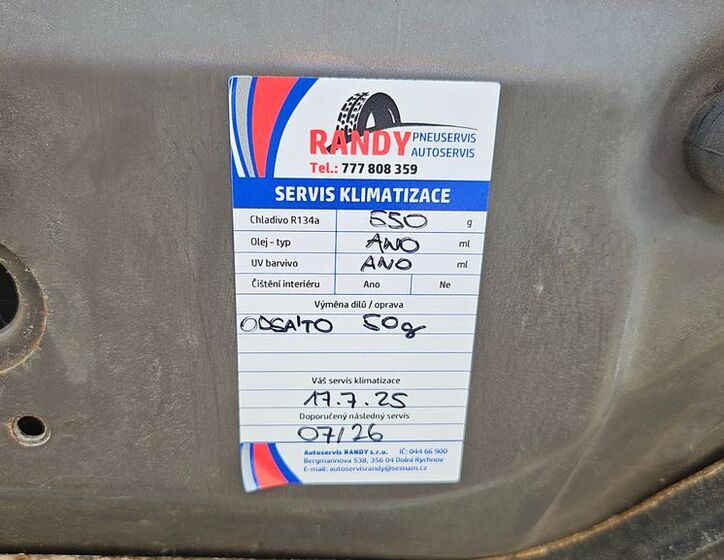 RANDY PNEUSERVIS
AUTOSERVIS
Tel.: 777 808 359
SERVIS KLIMATIZACE
Chladivo R134a 550 g
Olej - typ ANO ml
UV barvivo ANO ml
Čištění interiéru Ano Ne
Výměna dílů / oprava
ODSÁTO 50g
Váš servis klimatizace
17.7.25
Doporučený následný servis
07/26
Autoservis RANDY s.r.o. IČ: 044 66 900
Bergmannova 538, 356 04 Dolní Rychnov
E-mail: autoservisrandy@seznam.cz